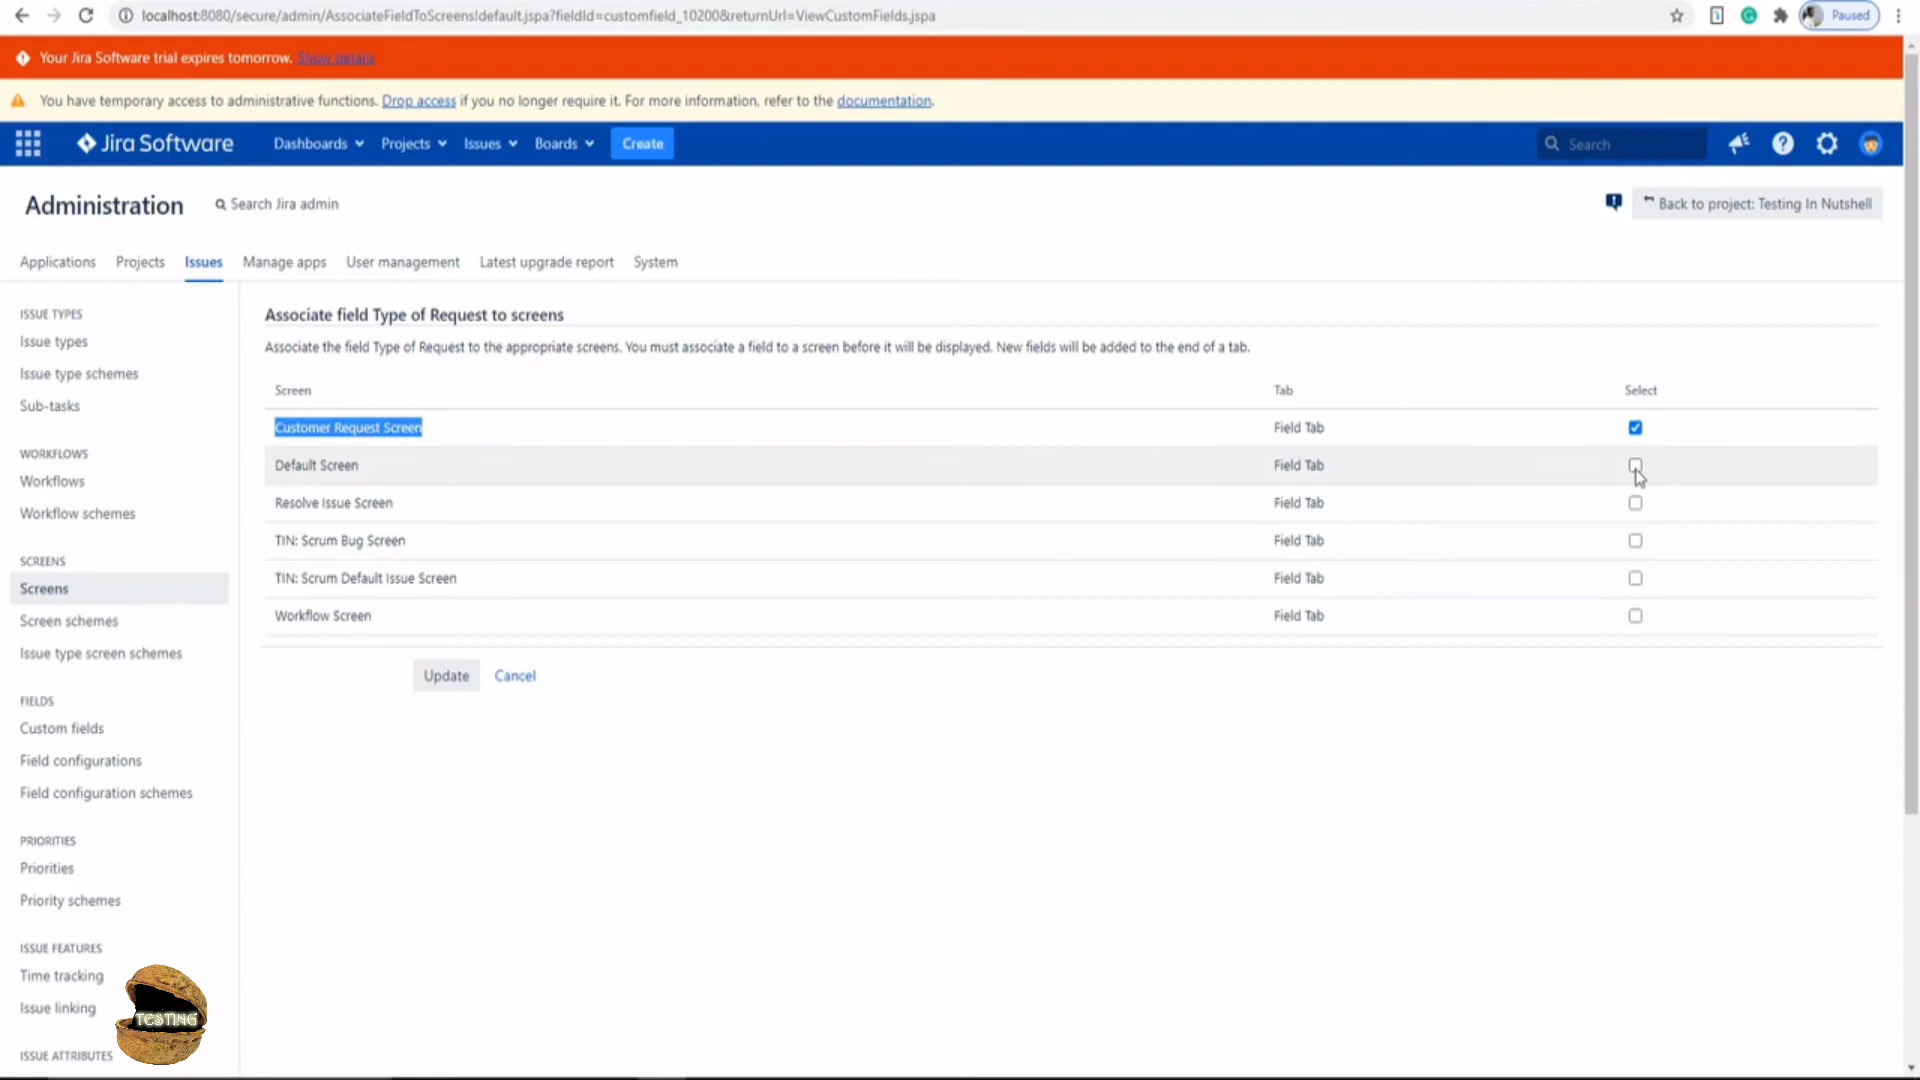 localhost:8080/secure/admin/AssociateFieldToScreens!default.jspa?fieldId=customfield_10200&returnUrl=ViewCustomFields.jspa
Paused
Your Jira Software trial expires tomorrow. Show details
You have temporary access to administrative functions. Drop access if you no longer require it. For more information, refer to the documentation.
Jira Software Dashboards Projects Issues Boards Create Search
Administration Search Jira admin Back to project: Testing In Nutshell
Applications Projects Issues Manage apps User management Latest upgrade report System
ISSUE TYPES
Issue types
Issue type schemes
Sub-tasks
WORKFLOWS
Workflows
Workflow schemes
SCREENS
Screens
Screen schemes
Issue type screen schemes
FIELDS
Custom fields
Field configurations
Field configuration schemes
PRIORITIES
Priorities
Priority schemes
ISSUE FEATURES
Time tracking
Issue linking
ISSUE ATTRIBUTES
TESTING
Associate field Type of Request to screens
Associate the field Type of Request to the appropriate screens. You must associate a field to a screen before it will be displayed. New fields will be added to the end of a tab.
Screen Tab Select
Customer Request Screen Field Tab
Default Screen Field Tab
Resolve Issue Screen Field Tab
TIN: Scrum Bug Screen Field Tab
TIN: Scrum Default Issue Screen Field Tab
Workflow Screen Field Tab
Update Cancel